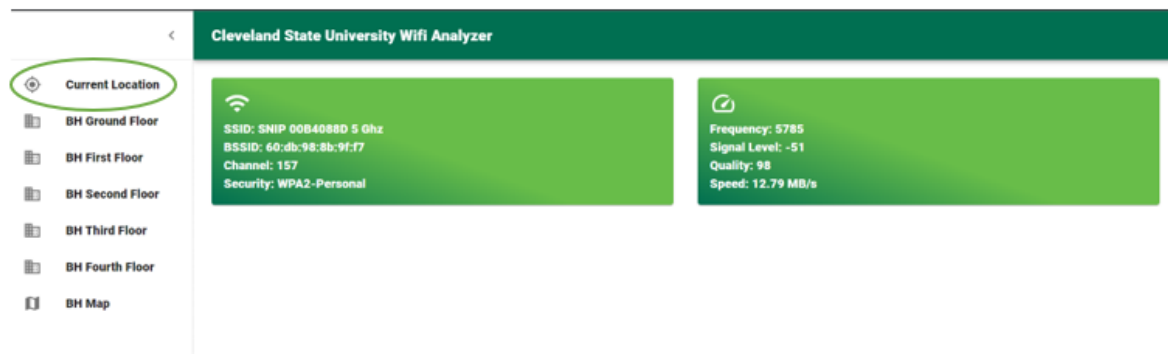 Cleveland State University Wifi Analyzer
Current Location
BH Ground Floor
BH First Floor
BH Second Floor
BH Third Floor
BH Fourth Floor
BH Map
SSID: SNIP 00B4088D 5 Ghz
BSSID: 60:db:98:8b:9f:f7
Channel: 157
Security: WPA2-Personal
Frequency: 5785
Signal Level: -51
Quality: 98
Speed: 12.79 MB/s